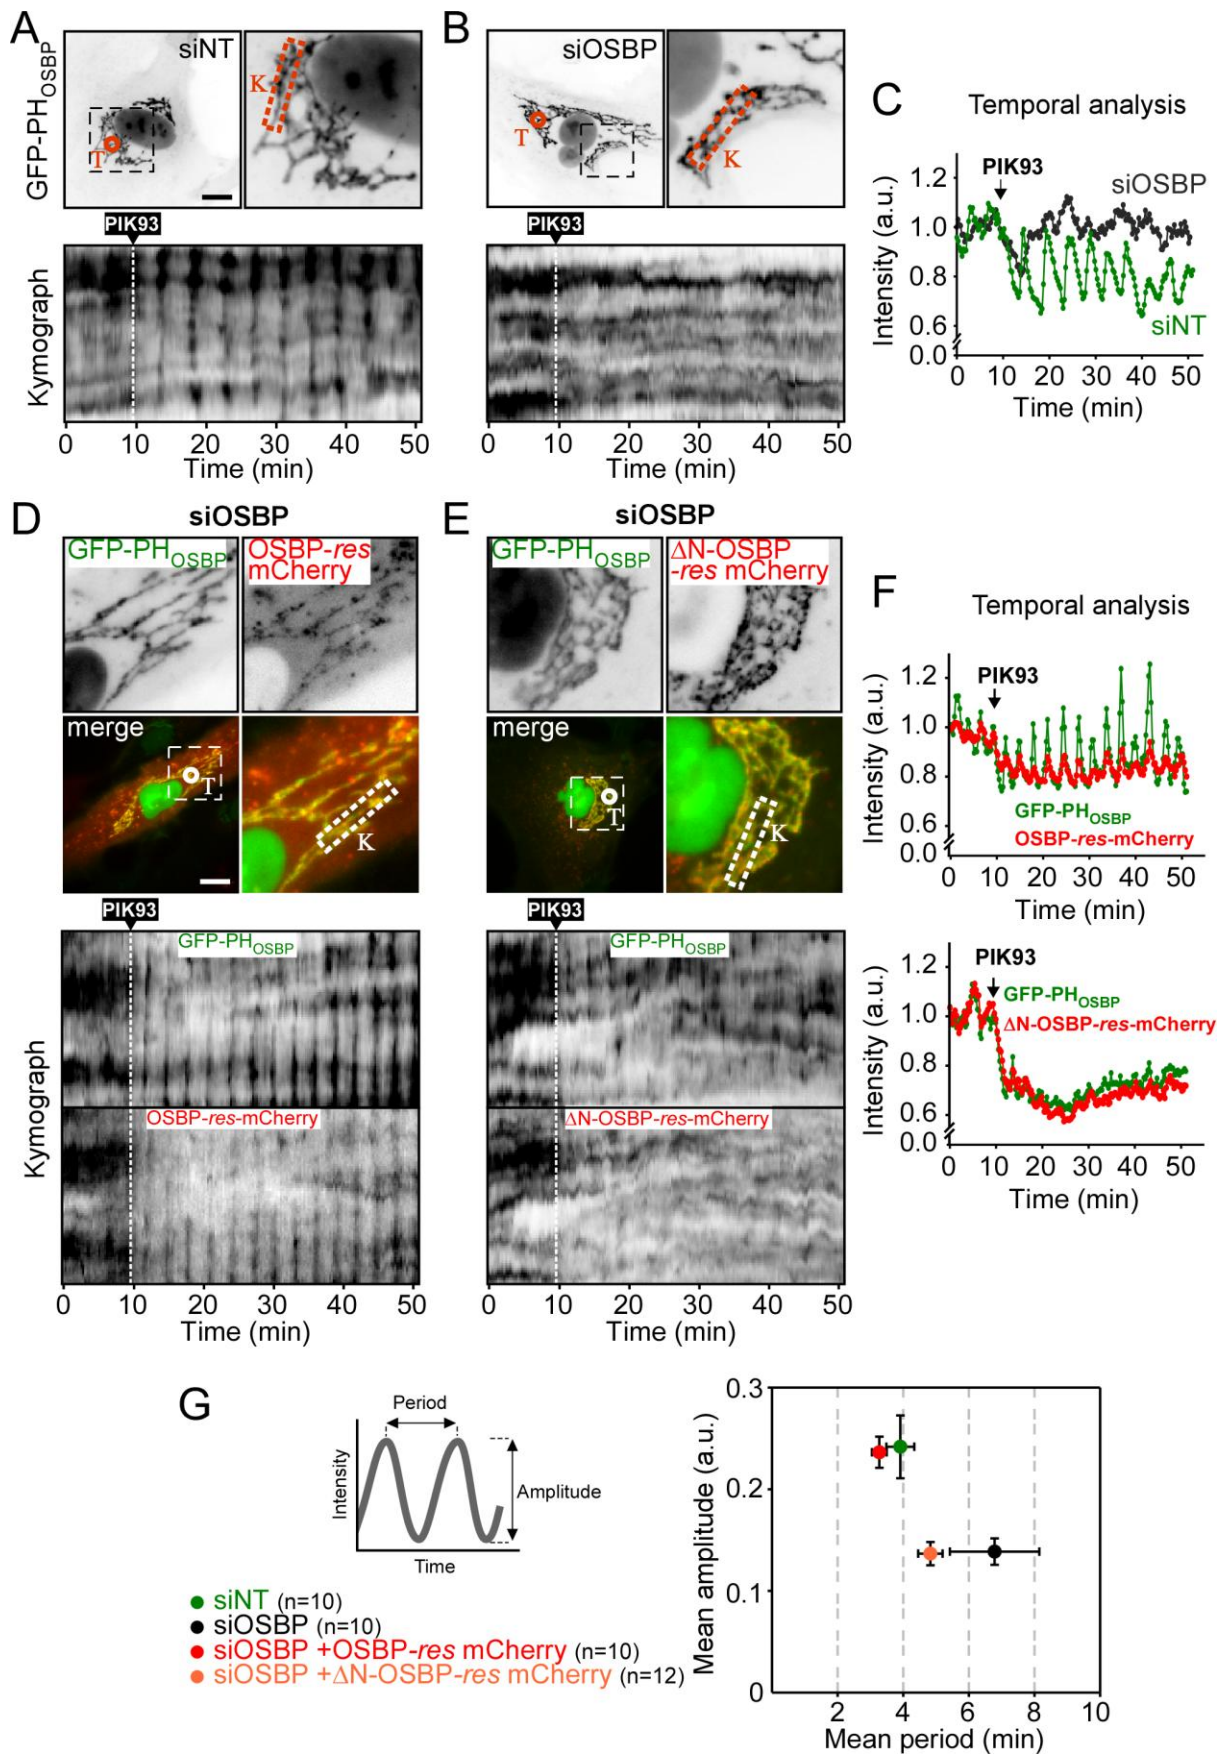 A
GFP-PHOSBP
siNT
K
T
PIK93
Kymograph
0 10 20 30 40 50
Time (min)
B
siOSBP
T
K
PIK93
0 10 20 30 40 50
Time (min)
C
Temporal analysis
PIK93
siOSBP
siNT
Intensity (a.u.)
1.2
1.0
0.8
0.6
0.0
0 10 20 30 40 50
Time (min)
D
siOSBP
GFP-PHOSBP
OSBP-res
mCherry
merge
T
K
PIK93
GFP-PHOSBP
Kymograph
OSBP-res-mCherry
0 10 20 30 40 50
Time (min)
E
siOSBP
GFP-PHOSBP
ΔN-OSBP
-res mCherry
merge
T
K
PIK93
GFP-PHOSBP
ΔN-OSBP-res-mCherry
0 10 20 30 40 50
Time (min)
F
Temporal analysis
PIK93
Intensity (a.u.)
1.2
1.0
0.8
0.6
0.0
GFP-PHOSBP
OSBP-res-mCherry
0 10 20 30 40 50
Time (min)
PIK93
GFP-PHOSBP
ΔN-OSBP-res-mCherry
Intensity (a.u.)
1.2
1.0
0.8
0.6
0.0
0 10 20 30 40 50
Time (min)
G
Period
Intensity
Amplitude
Time
siNT (n=10)
siOSBP (n=10)
siOSBP +OSBP-res mCherry (n=10)
siOSBP +ΔN-OSBP-res mCherry (n=12)
Mean amplitude (a.u.)
0.3
0.2
0.1
0
2 4 6 8 10
Mean period (min)